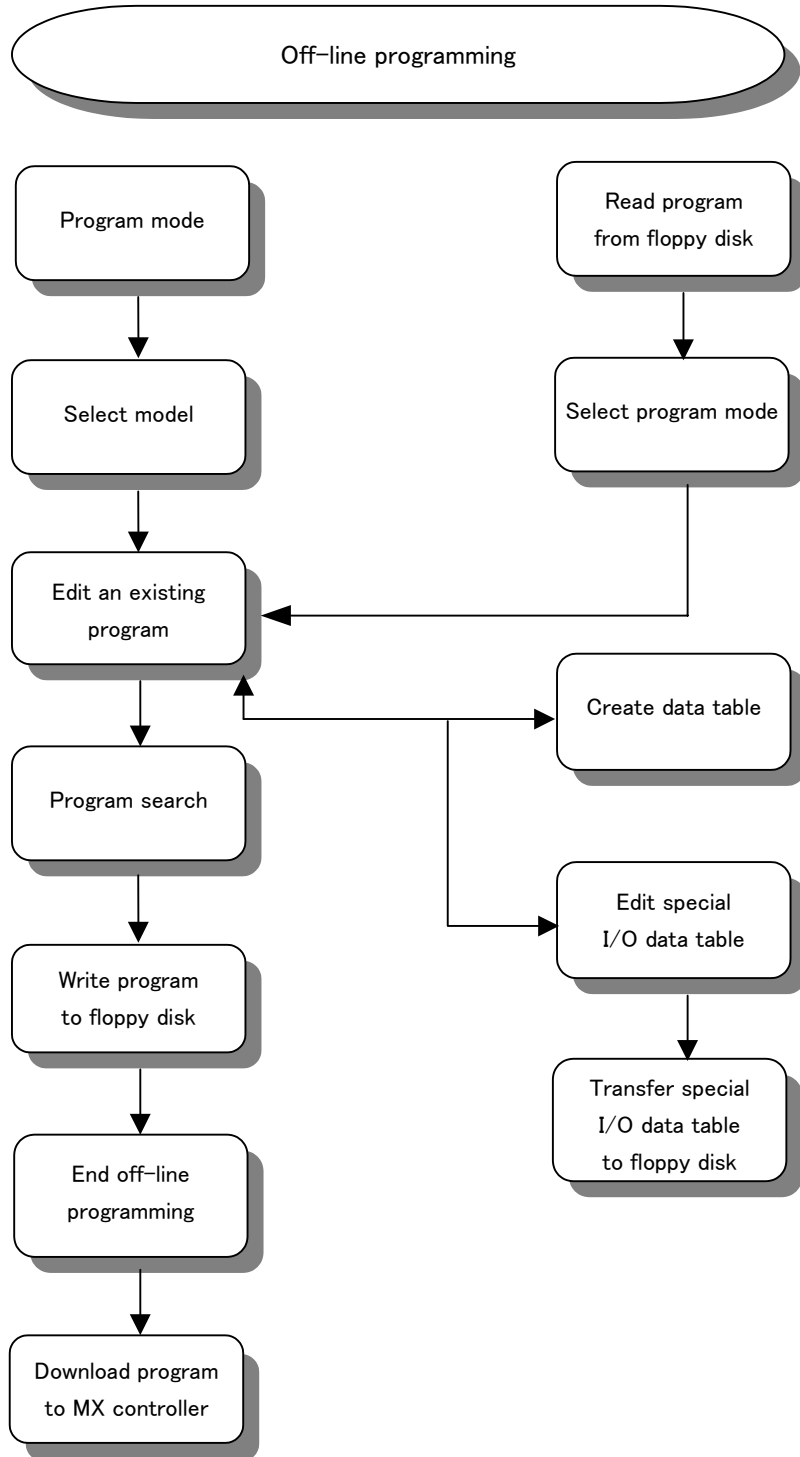 Off-line programming
Program mode
Read program
from floppy disk
Select model
Select program mode
Edit an existing
program
Create data table
Program search
Edit special
I/O data table
Write program
to floppy disk
Transfer special
I/O data table
to floppy disk
End off-line
programming
Download program
to MX controller